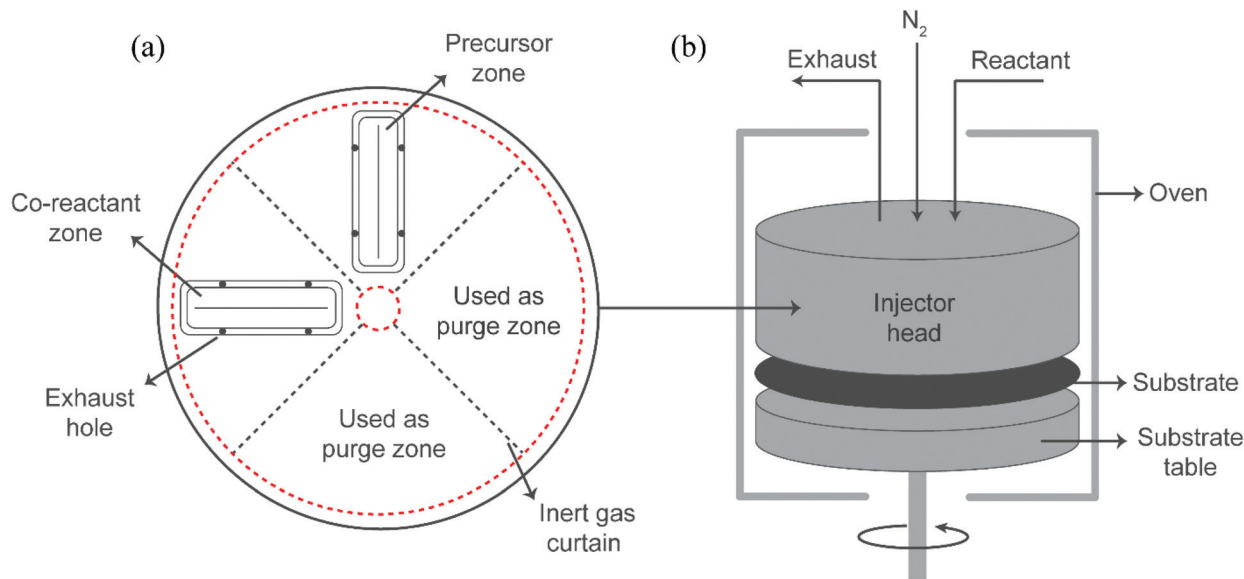 (a)
Precursor
zone
Co-reactant
zone
Used as
purge zone
Used as
purge zone
Exhaust
hole
Inert gas
curtain
(b)
N₂
Exhaust
Reactant
Oven
Injector
head
Substrate
Substrate
table